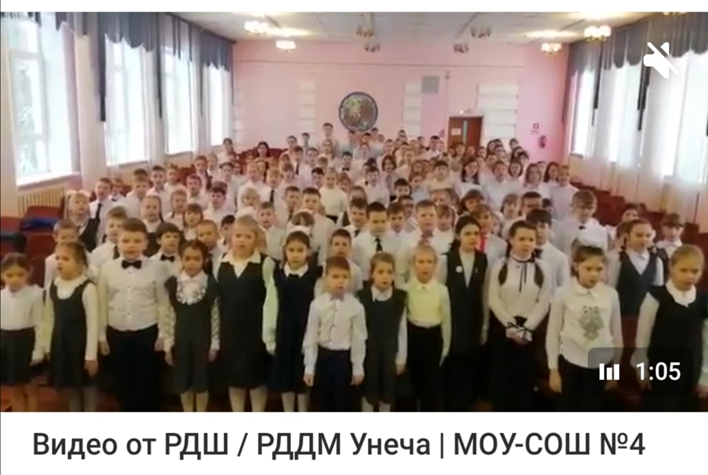 1:05
Видео от РДШ / РДДМ Унеча | МОУ-СОШ №4